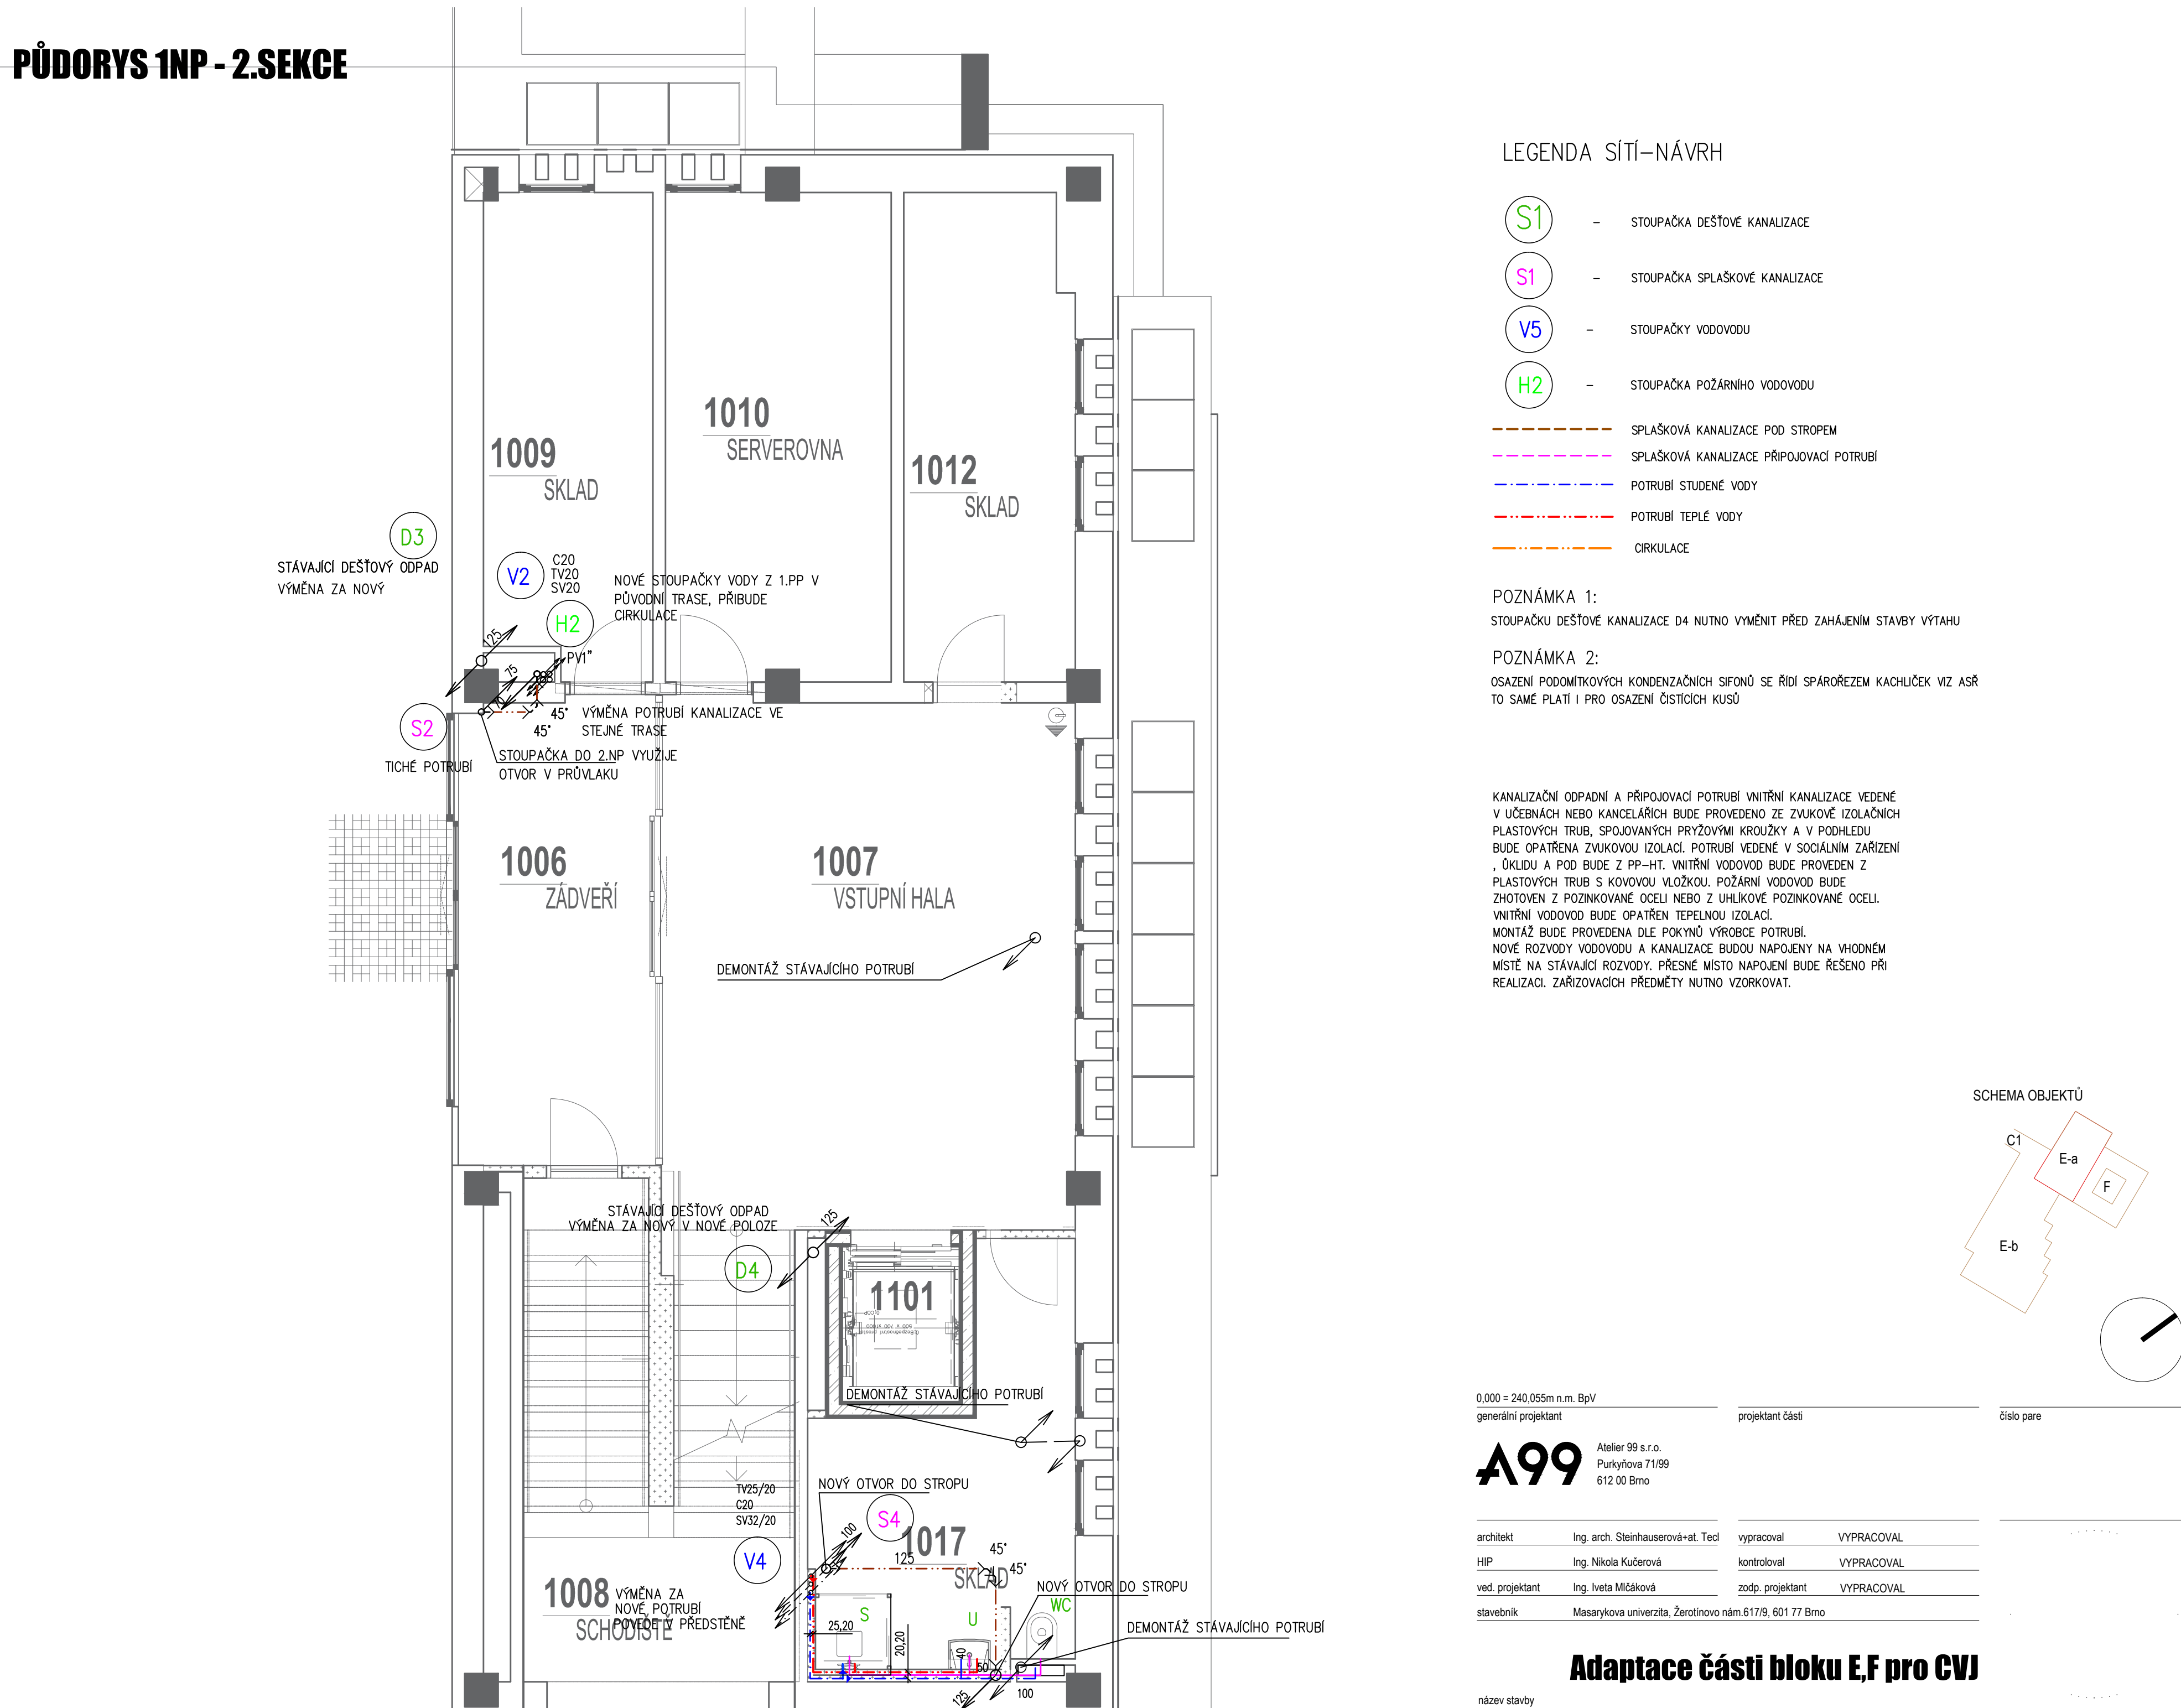 PŮDORYS 1NP - 2.SEKCE
LEGENDA SÍTÍ-NÁVRH
S1 - STOUPAČKA DEŠŤOVÉ KANALIZACE
S1 - STOUPAČKA SPLAŠKOVÉ KANALIZACE
V5 - STOUPAČKY VODOVODU
H2 - STOUPAČKA POŽÁRNÍHO VODOVODU
SPLAŠKOVÁ KANALIZACE POD STROPEM
SPLAŠKOVÁ KANALIZACE PŘIPOJOVACÍ POTRUBÍ
POTRUBÍ STUDENÉ VODY
POTRUBÍ TEPLÉ VODY
CIRKULACE
POZNÁMKA 1:
STOUPAČKU DEŠŤOVÉ KANALIZACE D4 NUTNO VYMĚNIT PŘED ZAHÁJENÍM STAVBY VÝTAHU
POZNÁMKA 2:
OSAZENÍ PODOMÍTKOVÝCH KONDENZAČNÍCH SIFONŮ SE ŘÍDÍ SPÁROŘEZEM KACHLIČEK VIZ ASŘ
TO SAMÉ PLATÍ I PRO OSAZENÍ ČISTÍCÍCH KUSŮ
KANALIZAČNÍ ODPADNÍ A PŘIPOJOVACÍ POTRUBÍ VNITŘNÍ KANALIZACE VEDENÉ
V UČEBNÁCH NEBO KANCELÁŘÍCH BUDE PROVEDENO ZE ZVUKOVĚ IZOLAČNÍCH
PLASTOVÝCH TRUB, SPOJOVANÝCH PRYŽOVÝMI KROUŽKY A V PODHLEDU
BUDE OPATŘENA ZVUKOVOU IZOLACÍ. POTRUBÍ VEDENÉ V SOCIÁLNÍM ZAŘÍZENÍ
, ŮKLIDU A POD BUDE Z PP-HT. VNITŘNÍ VODOVOD BUDE PROVEDEN Z
PLASTOVÝCH TRUB S KOVOVOU VLOŽKOU. POŽÁRNÍ VODOVOD BUDE
ZHOTOVEN Z POZINKOVANÉ OCELI NEBO Z UHLÍKOVÉ POZINKOVANÉ OCELI.
VNITŘNÍ VODOVOD BUDE OPATŘEN TEPELNOU IZOLACÍ.
MONTÁŽ BUDE PROVEDENA DLE POKYNŮ VÝROBCE POTRUBÍ.
NOVÉ ROZVODY VODOVODU A KANALIZACE BUDOU NAPOJENY NA VHODNÉM
MÍSTĚ NA STÁVAJÍCÍ ROZVODY. PŘESNÉ MÍSTO NAPOJENÍ BUDE ŘEŠENO PŘI
REALIZACI. ZAŘIZOVACÍCH PŘEDMĚTY NUTNO VZORKOVAT.
1009
SKLAD
1010
SERVEROVNA
1012
SKLAD
D3
STÁVAJÍCÍ DEŠŤOVÝ ODPAD
VÝMĚNA ZA NOVÝ
V2
C20
TV20
SV20
H2
NOVÉ STOUPAČKY VODY Z 1.PP V
PŮVODNÍ TRASE, PŘIBUDE
CIRKULACE
125
PV1"
75
70
S2
45°
45°
VÝMĚNA POTRUBÍ KANALIZACE VE
STEJNÉ TRASE
TICHÉ POTRUBÍ
STOUPAČKA DO 2.NP VYUŽIJE
OTVOR V PRŮVLAKU
1006
ZÁDVEŘÍ
1007
VSTUPNÍ HALA
DEMONTÁŽ STÁVAJÍCÍHO POTRUBÍ
STÁVAJÍCÍ DEŠŤOVÝ ODPAD
VÝMĚNA ZA NOVÝ V NOVÉ POLOZE
125
D4
1101
DEMONTÁŽ STÁVAJÍCÍHO POTRUBÍ
TV25/20
C20
SV32/20
NOVÝ OTVOR DO STROPU
S4
V4
100
1017
SKLAD
125
45°
45°
NOVÝ OTVOR DO STROPU
WC
S
U
1008
SCHODIŠTĚ
VÝMĚNA ZA
NOVÉ POTRUBÍ
POVEDE V PŘEDSTĚNĚ
25,20
20,20
40
50
DEMONTÁŽ STÁVAJÍCÍHO POTRUBÍ
125
100
SCHEMA OBJEKTŮ
C1
E-a
F
E-b
0,000 = 240,055m n.m. BpV
generální projektant
projektant části
číslo pare
A99
Atelier 99 s.r.o.
Purkyňova 71/99
612 00 Brno
architekt Ing. arch. Steinhauserová+at. Tecl vypracoval VYPRACOVAL
HIP Ing. Nikola Kučerová kontroloval VYPRACOVAL
ved. projektant Ing. Iveta Mlčáková zodp. projektant VYPRACOVAL
stavebník Masarykova univerzita, Žerotínovo nám.617/9, 601 77 Brno
Adaptace části bloku E,F pro CVJ
název stavby